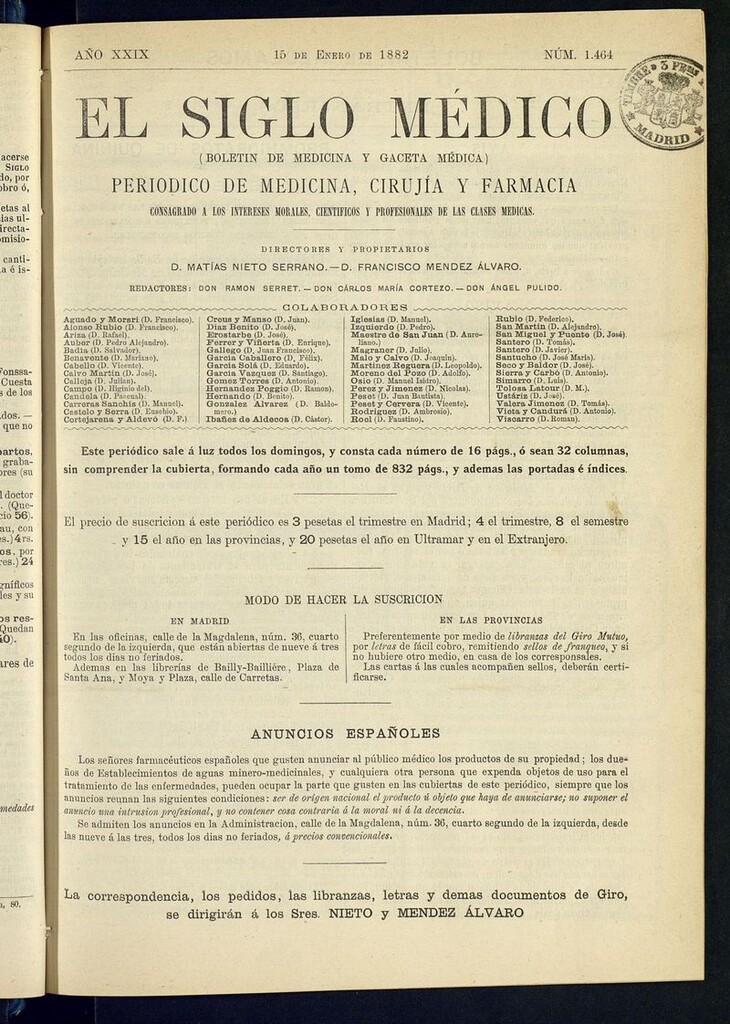 AÑO XXIX 15 DE ENERO DE 1882 NÚM. 1.464
TIMBRE 3 PESETAS
MADRID
EL SIGLO MÉDICO
(BOLETIN DE MEDICINA Y GACETA MÉDICA)
PERIODICO DE MEDICINA, CIRUJÍA Y FARMACIA
CONSAGRADO A LOS INTERESES MORALES, CIENTIFICOS Y PROFESIONALES DE LAS CLASES MEDICAS.
DIRECTORES Y PROPIETARIOS
D. MATÍAS NIETO SERRANO.—D. FRANCISCO MENDEZ ÁLVARO.
REDACTORES: DON RAMON SERRET.—DON CÁRLOS MARÍA CORTEZO.—DON ÁNGEL PULIDO.
COLABORADORES
Aguado y Morari (D. Francisco).
Alonso Rubio (D. Francisco).
Ariza (D. Rafael).
Auber (D. Pedro Alejandro).
Badia (D. Salvador).
Benavente (D. Mariano).
Cabello (D. Vicente).
Calvo Martin (D. José).
Calleja (D. Julian).
Campo (D. Higinio del).
Candela (D. Pascual).
Carreras Sanchis (D. Manuel).
Castelo y Serra (D. Eusebio).
Cortejarena y Aldevó (D. F.)
Creus y Manso (D. Juan).
Diaz Benito (D. José).
Erostarbe (D. José).
Ferrer y Viñerta (D. Enrique).
Gallego (D. Juan Francisco).
Garcia Caballero (D. Félix).
Garcia Solá (D. Eduardo).
Garcia Vazquez (D. Santiago).
Gomez Torres (D. Antonio).
Hernandez Poggio (D. Ramon).
Hernando (D. Benito).
Gonzalez Alvarez (D. Baldo-
mero.)
Ibañez de Aldecoa (D. Cástor).
Iglesias (D. Manuel).
Izquierdo (D. Pedro).
Maestre de San Juan (D. Aure-
liano.)
Magraner (D. Julio).
Malo y Calvo (D. Joaquin).
Martinez Reguera (D. Leopoldo).
Moreno del Pozo (D. Adolfo).
Osio (D. Manuel Isidro).
Perez y Jimenez (D. Nicolas).
Peset (D. Juan Bautista).
Peset y Cervera (D. Vicente).
Rodriguez (D. Ambrosio).
Roel (D. Faustino).
Rubio (D. Federico).
San Martin (D. Alejandro).
San Miguel y Puente (D. José).
Santero (D. Tomás).
Santero (D. Javier).
Santucho (D. José Maria).
Seco y Baldor (D. José).
Sierra y Carbó (D. Antonio).
Simarro (D. Luis).
Tolosa Latour (D. M.)
Ustáriz (D. José).
Valera Jimenez (D. Tomás).
Vieta y Candurá (D. Antonio).
Viscarro (D. Roman).
Este periódico sale á luz todos los domingos, y consta cada número de 16 págs., ó sean 32 columnas,
sin comprender la cubierta, formando cada año un tomo de 832 págs., y ademas las portadas é índices.
El precio de suscricion á este periódico es 3 pesetas el trimestre en Madrid; 4 el trimestre, 8 el semestre
y 15 el año en las provincias, y 20 pesetas el año en Ultramar y en el Extranjero.
MODO DE HACER LA SUSCRICION
EN MADRID
En las oficinas, calle de la Magdalena, núm. 36, cuarto
segundo de la izquierda, que están abiertas de nueve á tres
todos los dias no feriados.
Ademas en las librerías de Bailly-Baillière, Plaza de
Santa Ana, y Moya y Plaza, calle de Carretas.
EN LAS PROVINCIAS
Preferentemente por medio de libranzas del Giro Mutuo,
por letras de fácil cobro, remitiendo sellos de franqueo, y si
no hubiere otro medio, en casa de los corresponsales.
Las cartas á las cuales acompañen sellos, deberán certi-
ficarse.
ANUNCIOS ESPAÑOLES
Los señores farmacéuticos españoles que gusten anunciar al público médico los productos de su propiedad; los due-
ños de Establecimientos de aguas minero-medicinales, y cualquiera otra persona que expenda objetos de uso para el
tratamiento de las enfermedades, pueden ocupar la parte que gusten en las cubiertas de este periódico, siempre que los
anuncios reunan las siguientes condiciones: ser de orígen nacional el producto ú objeto que haya de anunciarse; no suponer el
anuncio una intrusion profesional, y no contener cosa contraria á la moral ni á la decencia.
Se admiten los anuncios en la Administracion, calle de la Magdalena, núm. 36, cuarto segundo de la izquierda, desde
las nueve á las tres, todos los dias no feriados, á precios convencionales.
La correspondencia, los pedidos, las libranzas, letras y demas documentos de Giro,
se dirigirán á los Sres. NIETO y MENDEZ ÁLVARO